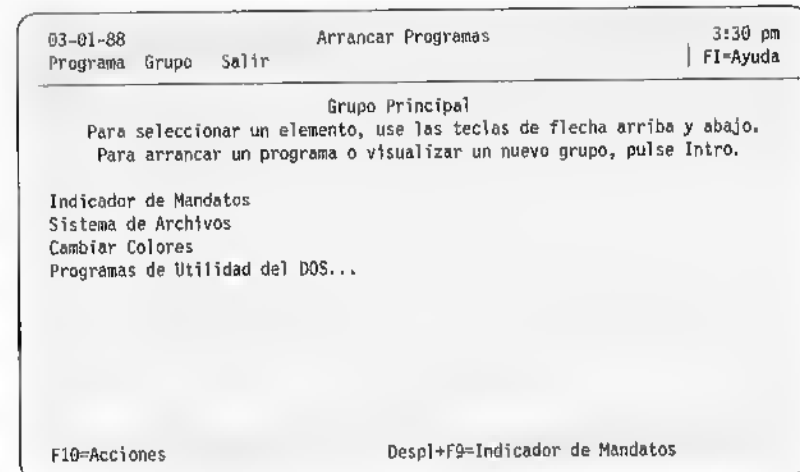 03-01-88 Arrancar Programas 3:30 pm
Programa Grupo Salir | FI=Ayuda
Grupo Principal
Para seleccionar un elemento, use las teclas de flecha arriba y abajo.
Para arrancar un programa o visualizar un nuevo grupo, pulse Intro.
Indicador de Mandatos
Sistema de Archivos
Cambiar Colores
Programas de Utilidad del DOS...
F10=Acciones Despl+F9=Indicador de Mandatos